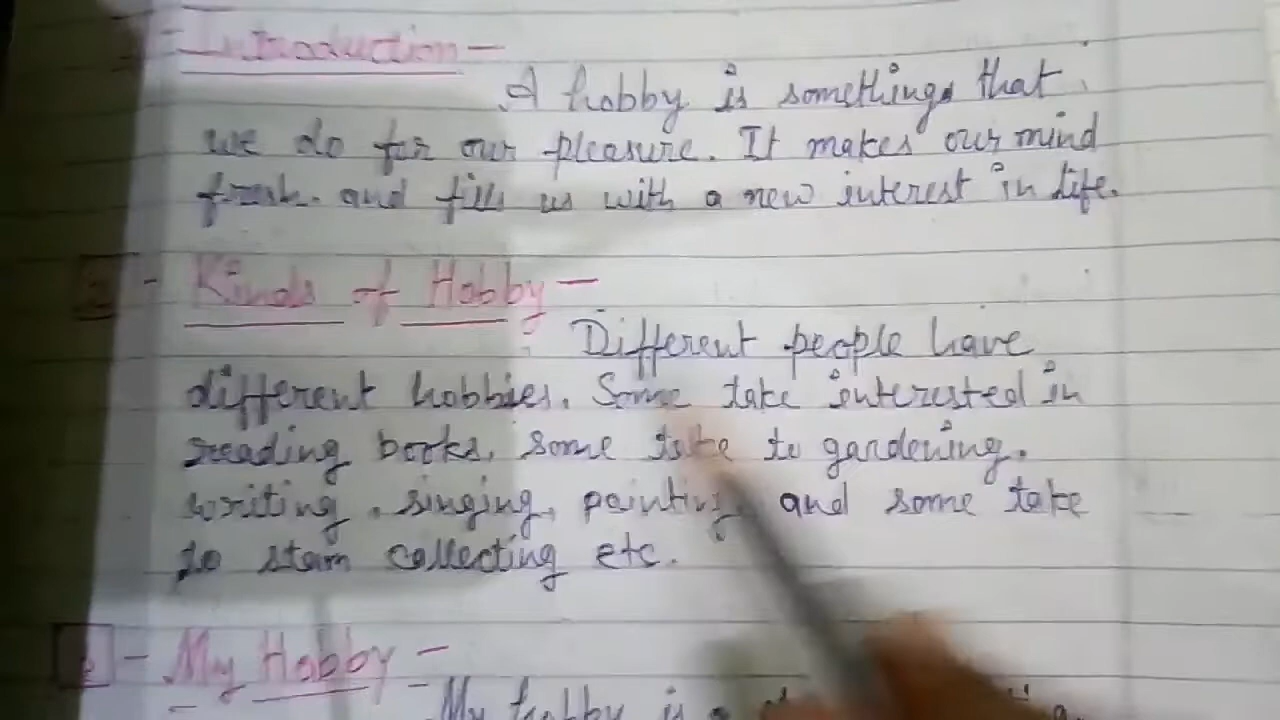 - Introduction -
A hobby is something that
we do for our pleasure. It makes our mind
fresh. and fills us with a new interest in life.
2 - Kinds of Hobby -
Different people have
different hobbies. Some take interested in
reading books, some take to gardening.
writing, singing, painting, and some take
to stam collecting etc.
- My Hobby -
- My hobby is